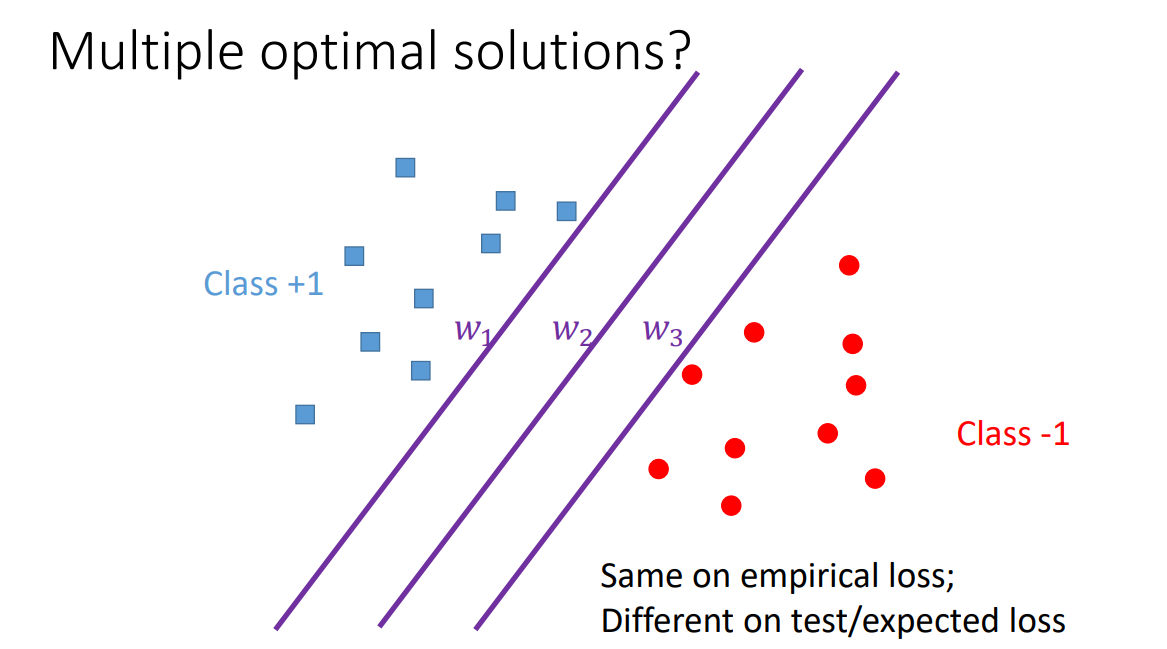 Multiple optimal solutions?
Class +1
w₁
w₂
w₃
Class -1
Same on empirical loss;
Different on test/expected loss